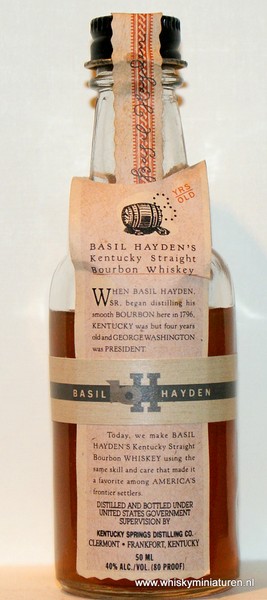 Basil Hayden
YRS
OLD
BASIL HAYDEN'S
Kentucky Straight
Bourbon Whiskey
WHEN BASIL HAYDEN,
SR. began distilling his
smooth BOURBON here in 1796,
KENTUCKY was but four years
old and GEORGE WASHINGTON
was PRESIDENT.
BASIL H HAYDEN
Today, we make BASIL
HAYDEN'S Kentucky Straight
Bourbon WHISKEY using the
same skill and care that made it
a favorite among AMERICA'S
frontier settlers.
DISTILLED AND BOTTLED UNDER
UNITED STATES GOVERNMENT
SUPERVISION BY
KENTUCKY SPRINGS DISTILLING CO.
CLERMONT • FRANKFORT, KENTUCKY
50 ML
40% ALC./VOL. (80 PROOF)
www.whiskyminiaturen.nl